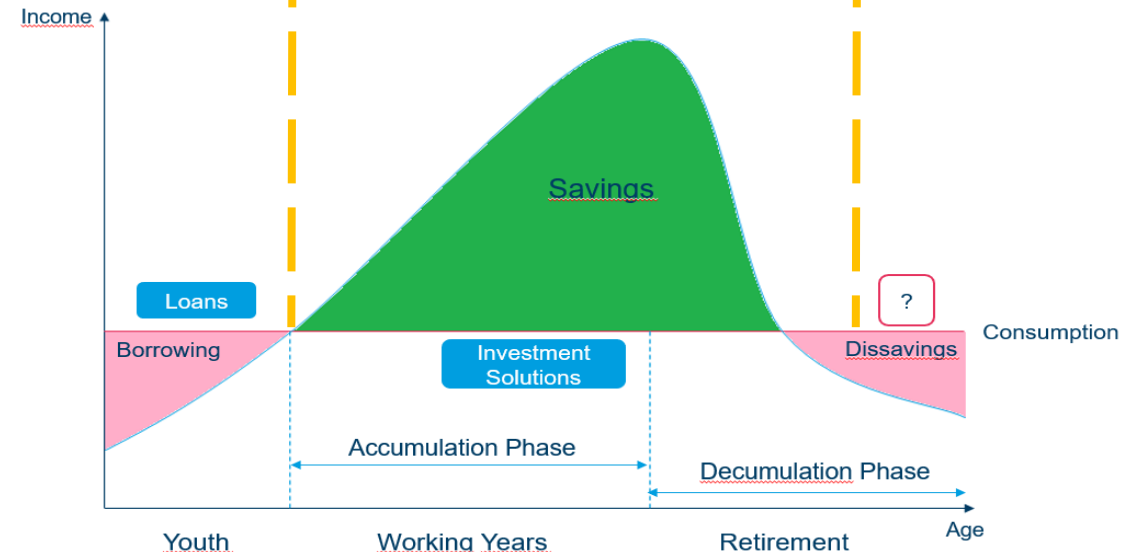 Income
Savings
Loans
?
Consumption
Borrowing
Dissavings
Investment
Solutions
Accumulation Phase
Decumulation Phase
Age
Youth
Working Years
Retirement